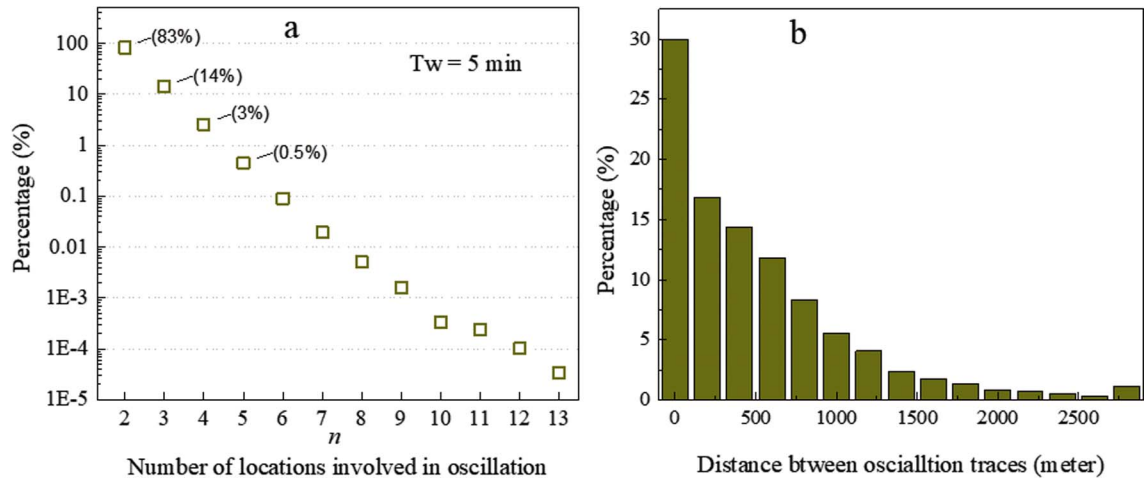 a
Tw = 5 min
(83%)
(14%)
(3%)
(0.5%)
Percentage (%)
100
10
1
0.1
0.01
1E-3
1E-4
1E-5
2 3 4 5 6 7 8 9 10 11 12 13
n
Number of locations involved in oscillation
b
Percentage (%)
30
25
20
15
10
5
0
0 500 1000 1500 2000 2500
Distance btween oscialltion traces (meter)